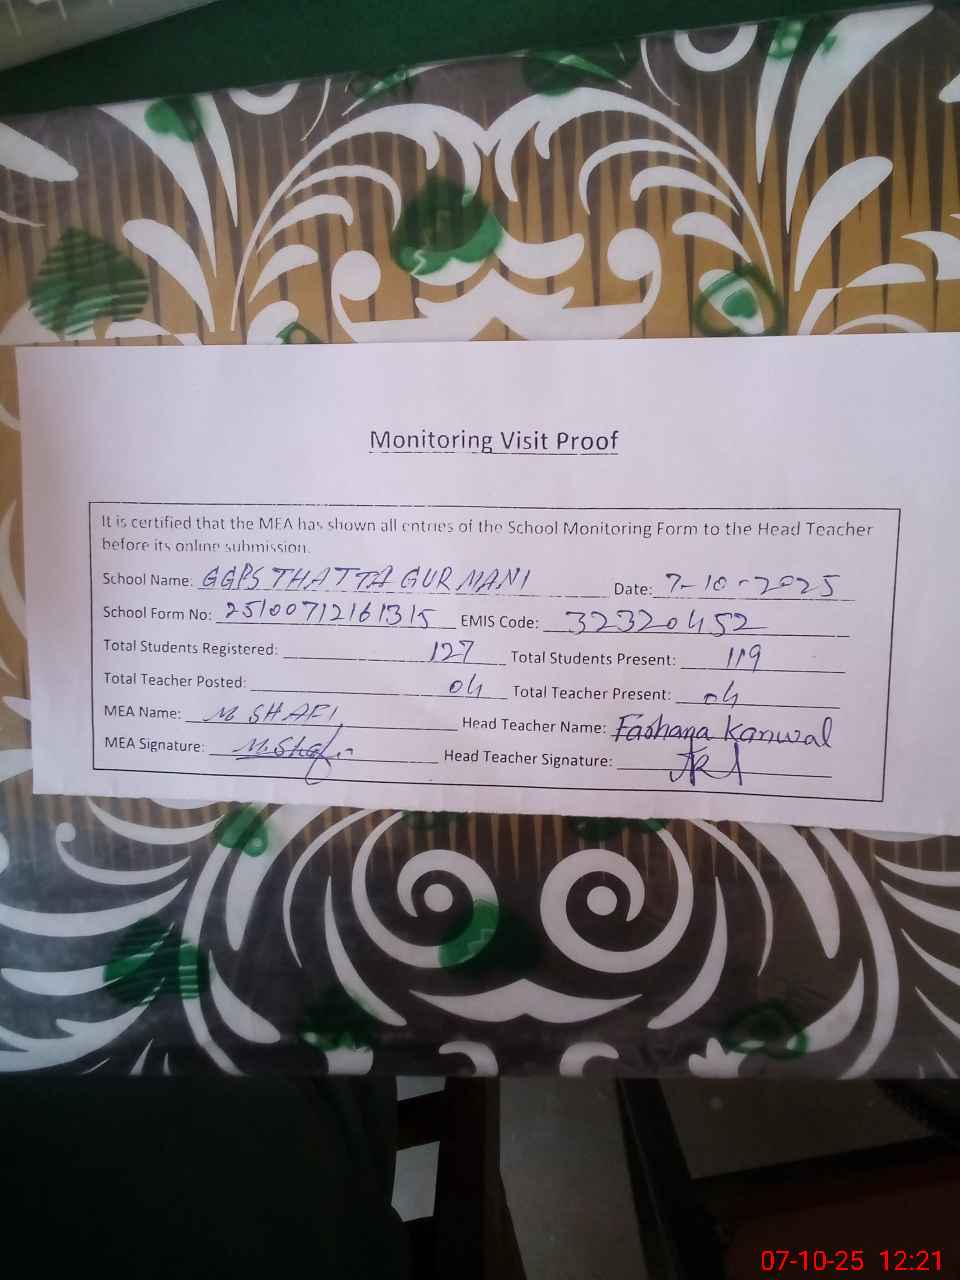 Monitoring Visit Proof
It is certified that the MEA has shown all entries of the School Monitoring Form to the Head Teacher
before its online submission.
School Name: GGPS THATTA GURMANI Date: 7-10-2025
School Form No: 25100712161315 EMIS Code: 32320452
Total Students Registered: 127 Total Students Present: 119
Total Teacher Posted: 04 Total Teacher Present: 04
MEA Name: M SHAFI Head Teacher Name: Kanwal
MEA Signature: M.Shafi Head Teacher Signature:
07-10-25 12:21